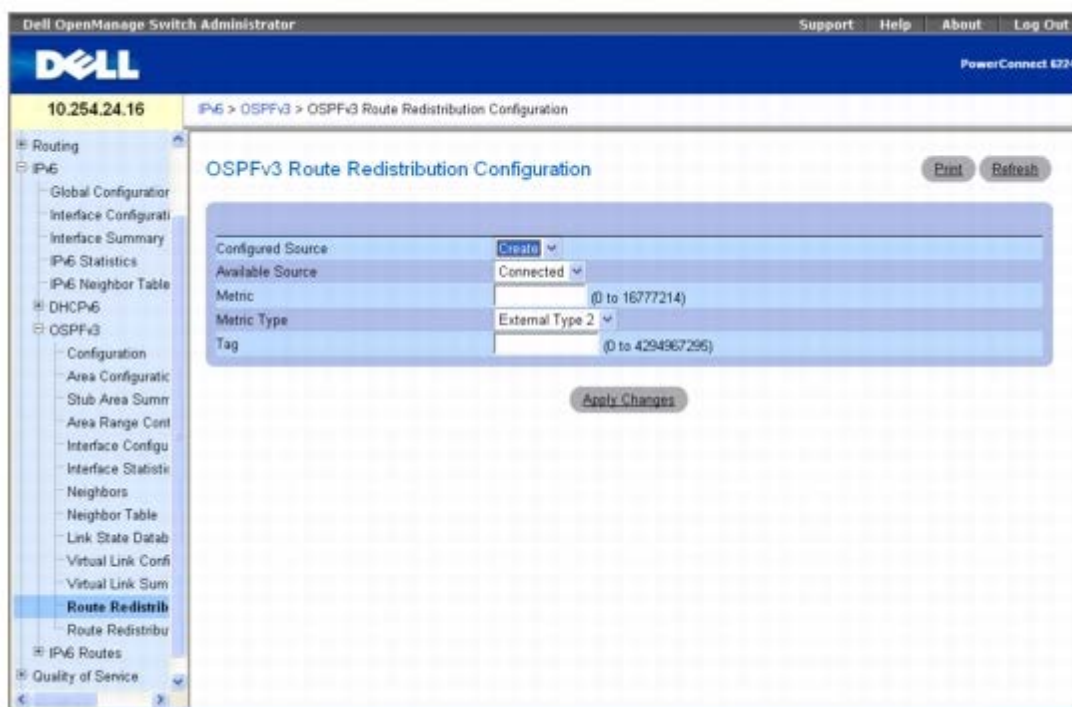 Dell OpenManage Switch Administrator
Support Help About Log Out
DELL
PowerConnect 6224
10.254.24.16
IPv6 > OSPFv3 > OSPFv3 Route Redistribution Configuration
Routing
IPv6
Global Configuration
Interface Configurati
Interface Summary
IPv6 Statistics
IPv6 Neighbor Table
DHCPv6
OSPFv3
Configuration
Area Configuratic
Stub Area Summ
Area Range Conf
Interface Configu
Interface Statistic
Neighbors
Neighbor Table
Link State Datab
Virtual Link Confi
Virtual Link Sum
Route Redistrib
Route Redistribu
IPv6 Routes
Quality of Service
OSPFv3 Route Redistribution Configuration
Print Refresh
Configured Source Create
Available Source Connected
Metric (0 to 16777214)
Metric Type External Type 2
Tag (0 to 4294967295)
Apply Changes